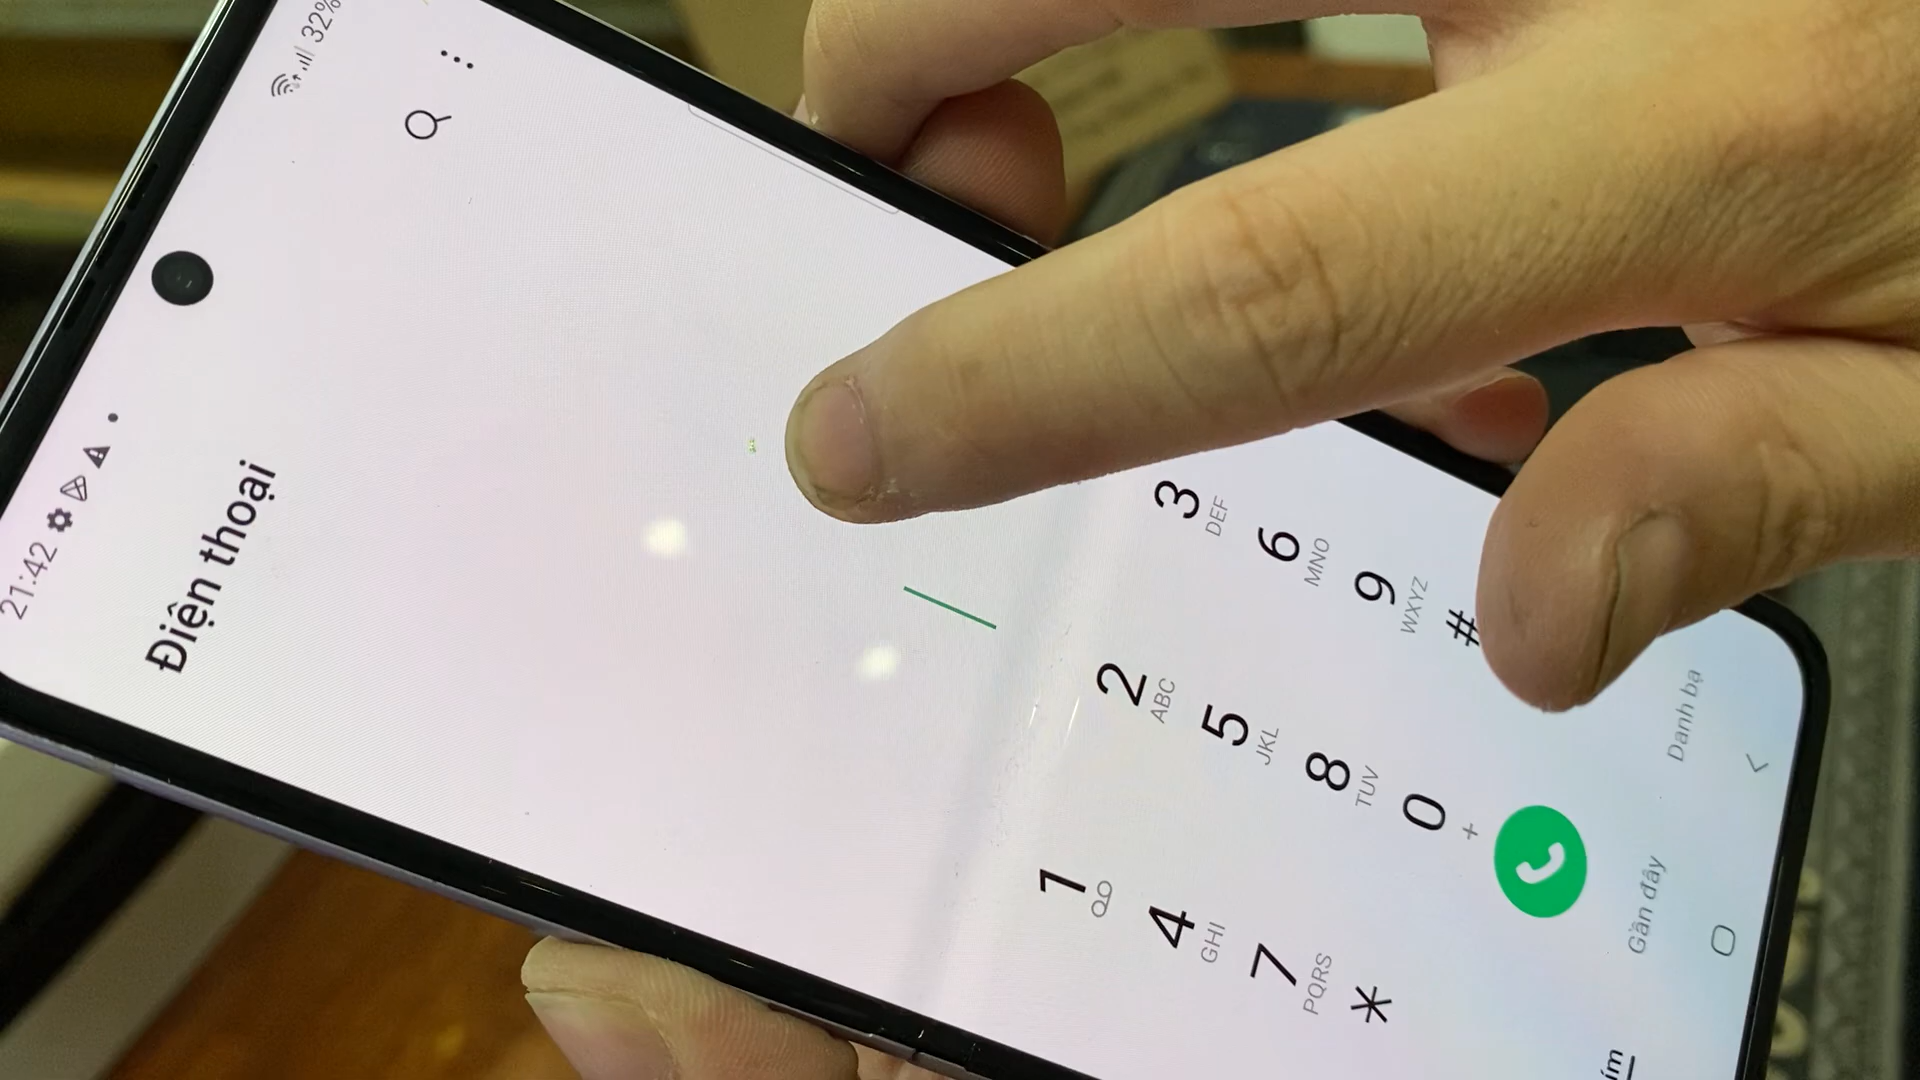 21:42
32%
Điện thoại
1
2 ABC
3 DEF
4 GHI
5 JKL
6 MNO
7 PQRS
8 TUV
9 WXYZ
*
0 +
#
Gần đây
Danh bạ